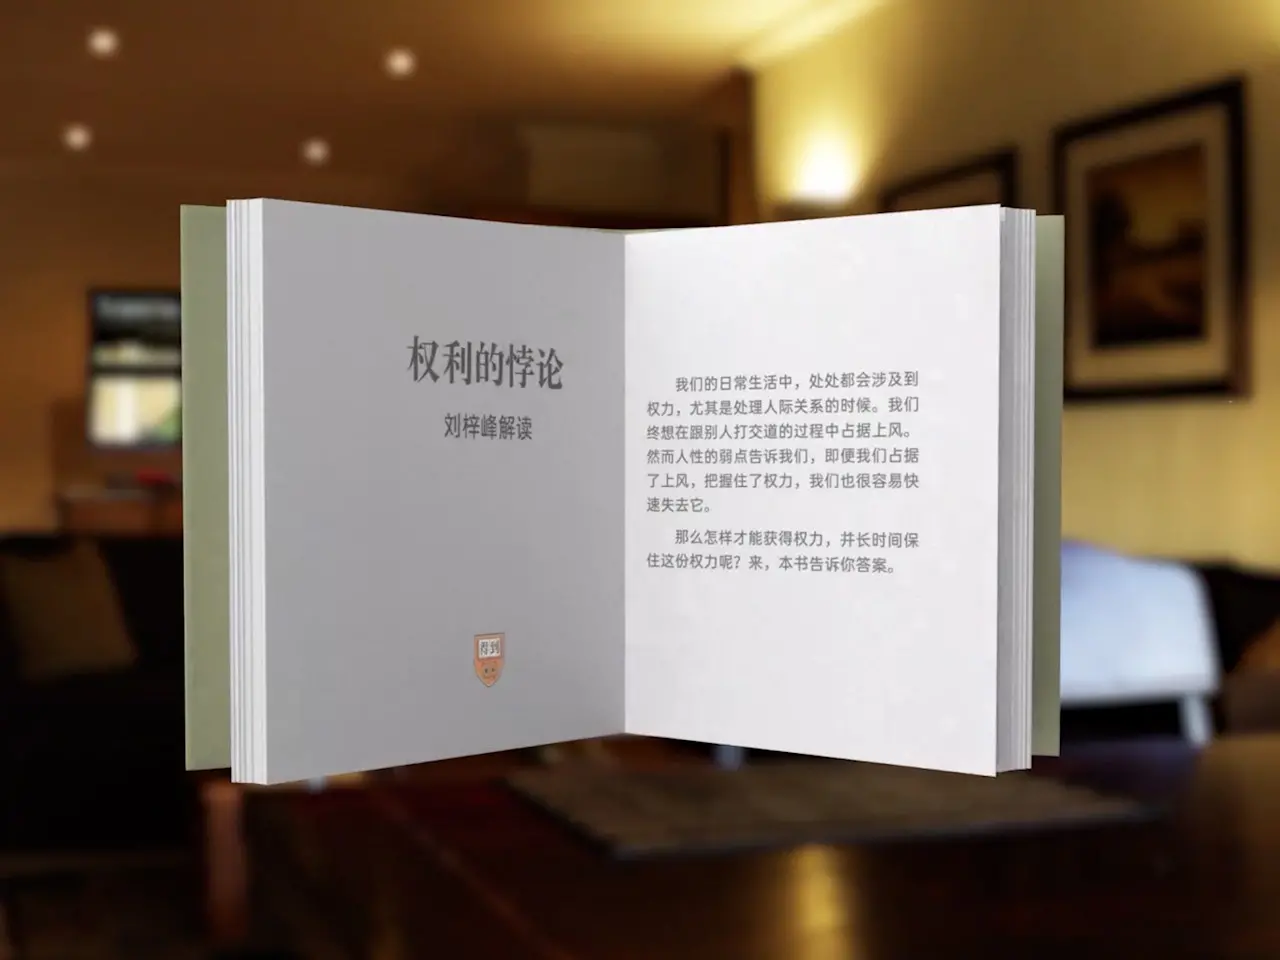 权利的悖论
刘梓峰解读
得到
我们的日常生活中，处处都会涉及到
权力，尤其是处理人际关系的时候。我们
终想在跟别人打交道的过程中占据上风。
然而人性的弱点告诉我们，即便我们占据
了上风，把握住了权力，我们也很容易快
速失去它。
那么怎样才能获得权力，并长时间保
住这份权力呢？来，本书告诉你答案。